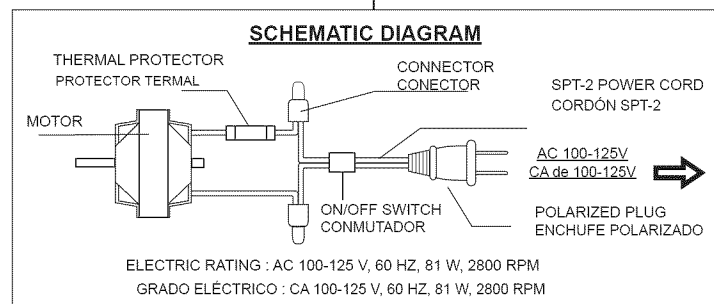 SCHEMATIC DIAGRAM
THERMAL PROTECTOR
PROTECTOR TERMAL
CONNECTOR
CONECTOR
SPT-2 POWER CORD
CORDÓN SPT-2
MOTOR
AC 100-125V
CA de 100-125V
ON/OFF SWITCH
CONMUTADOR
POLARIZED PLUG
ENCHUFE POLARIZADO
ELECTRIC RATING : AC 100-125 V, 60 HZ, 81 W, 2800 RPM
GRADO ELÉCTRICO : CA 100-125 V, 60 HZ, 81 W, 2800 RPM